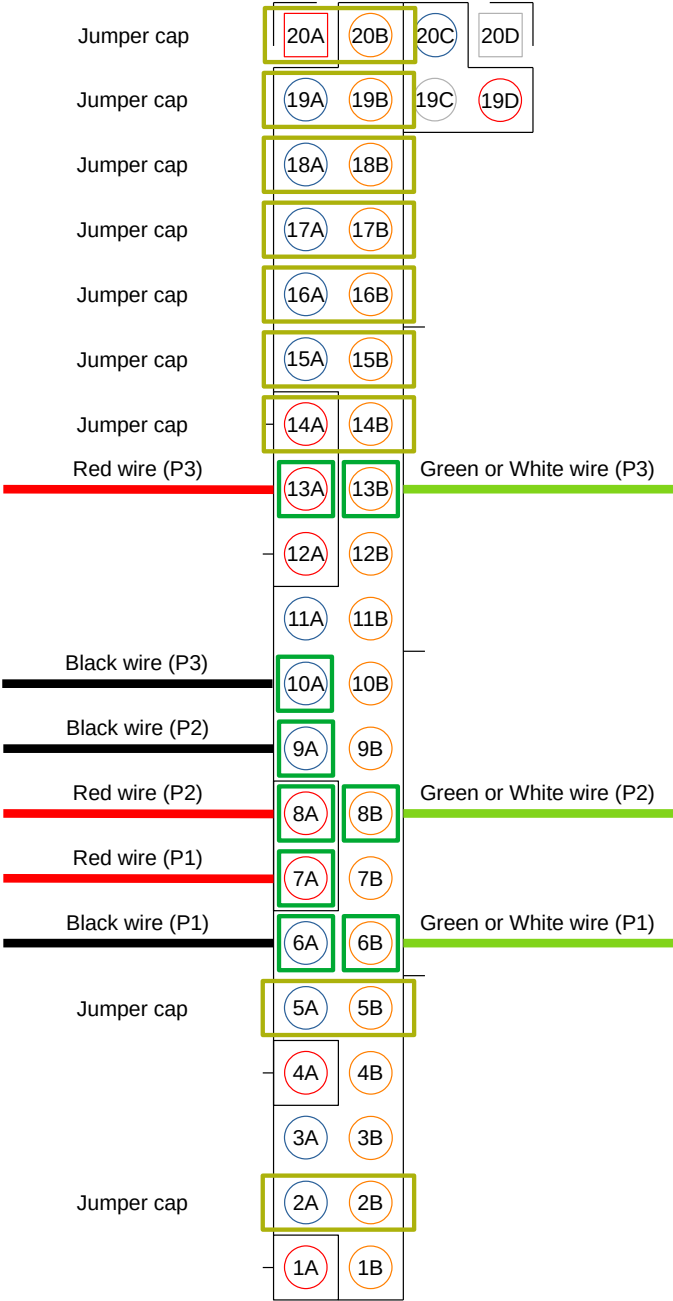 Jumper cap 20A 20B 20C 20D
Jumper cap 19A 19B 19C 19D
Jumper cap 18A 18B
Jumper cap 17A 17B
Jumper cap 16A 16B
Jumper cap 15A 15B
Jumper cap 14A 14B
Red wire (P3) 13A 13B Green or White wire (P3)
12A 12B
11A 11B
Black wire (P3) 10A 10B
Black wire (P2) 9A 9B
Red wire (P2) 8A 8B Green or White wire (P2)
Red wire (P1) 7A 7B
Black wire (P1) 6A 6B Green or White wire (P1)
Jumper cap 5A 5B
4A 4B
3A 3B
Jumper cap 2A 2B
1A 1B